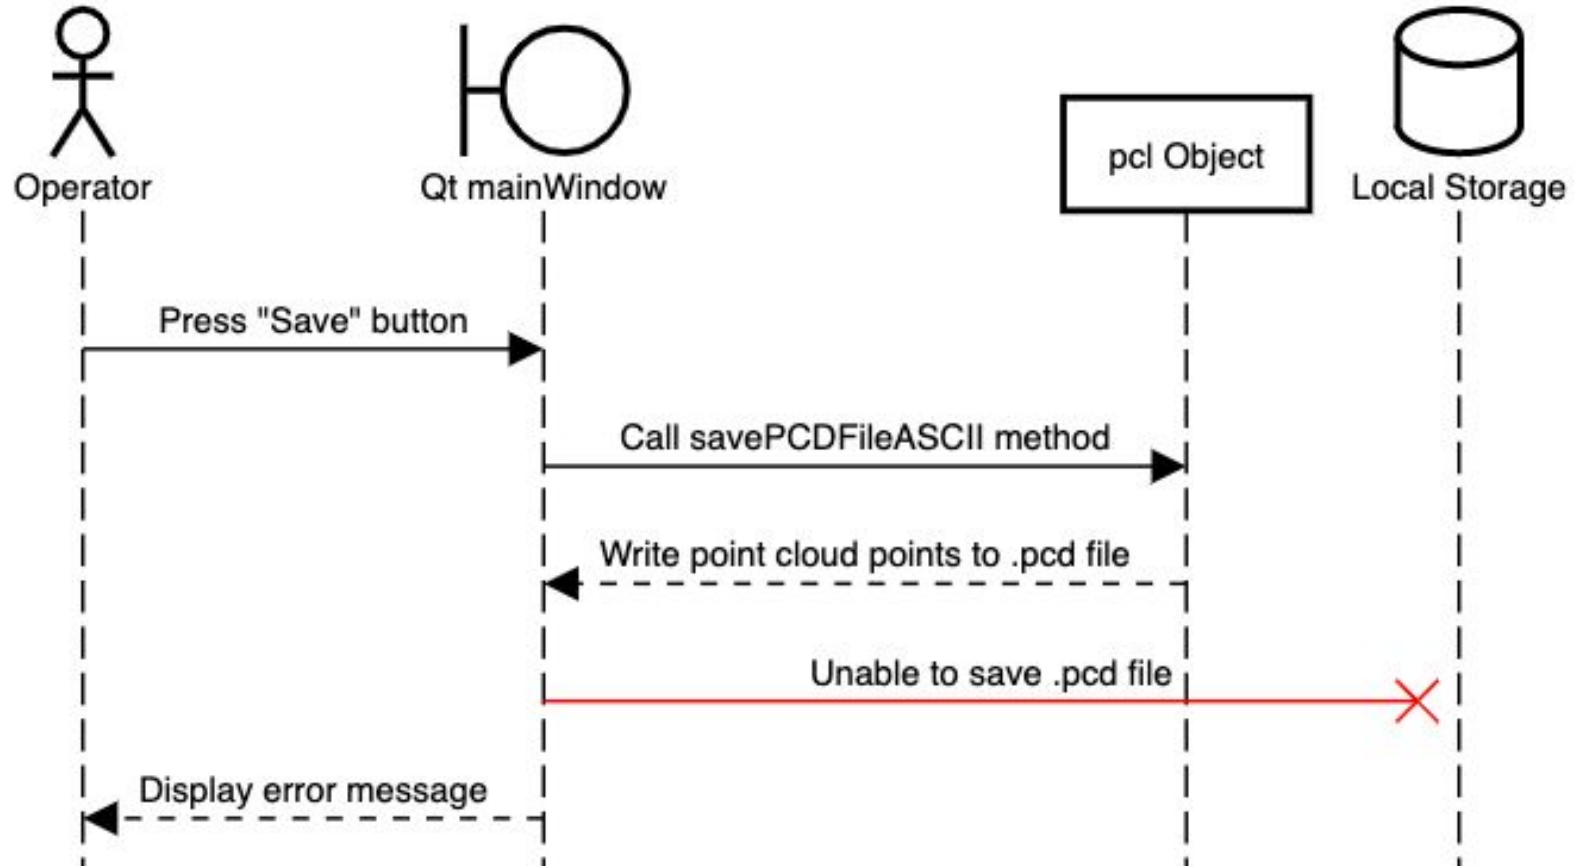 Operator
Qt mainWindow
pcl Object
Local Storage
Press "Save" button
Call savePCDFileASCII method
Write point cloud points to .pcd file
Unable to save .pcd file
Display error message